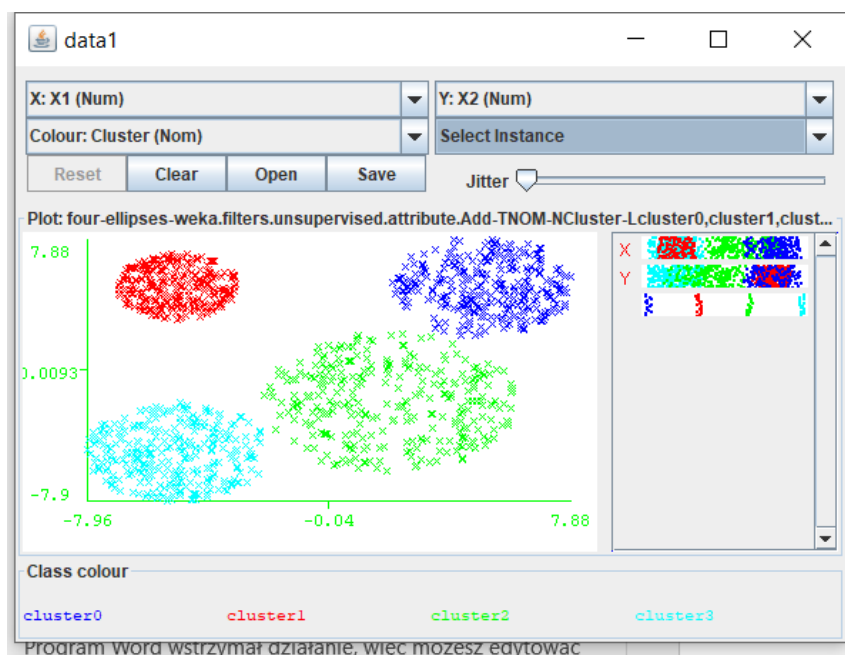 data1
X: X1 (Num) Y: X2 (Num)
Colour: Cluster (Nom) Select Instance
Reset Clear Open Save Jitter
Plot: four-ellipses-weka.filters.unsupervised.attribute.Add-TNOM-NCluster-Lcluster0,cluster1,clust...
7.88
0.0093
-7.9
-7.96 -0.04 7.88
X
Y
Class colour
cluster0 cluster1 cluster2 cluster3
Program Word wstrzymał działanie, więc możesz edytować